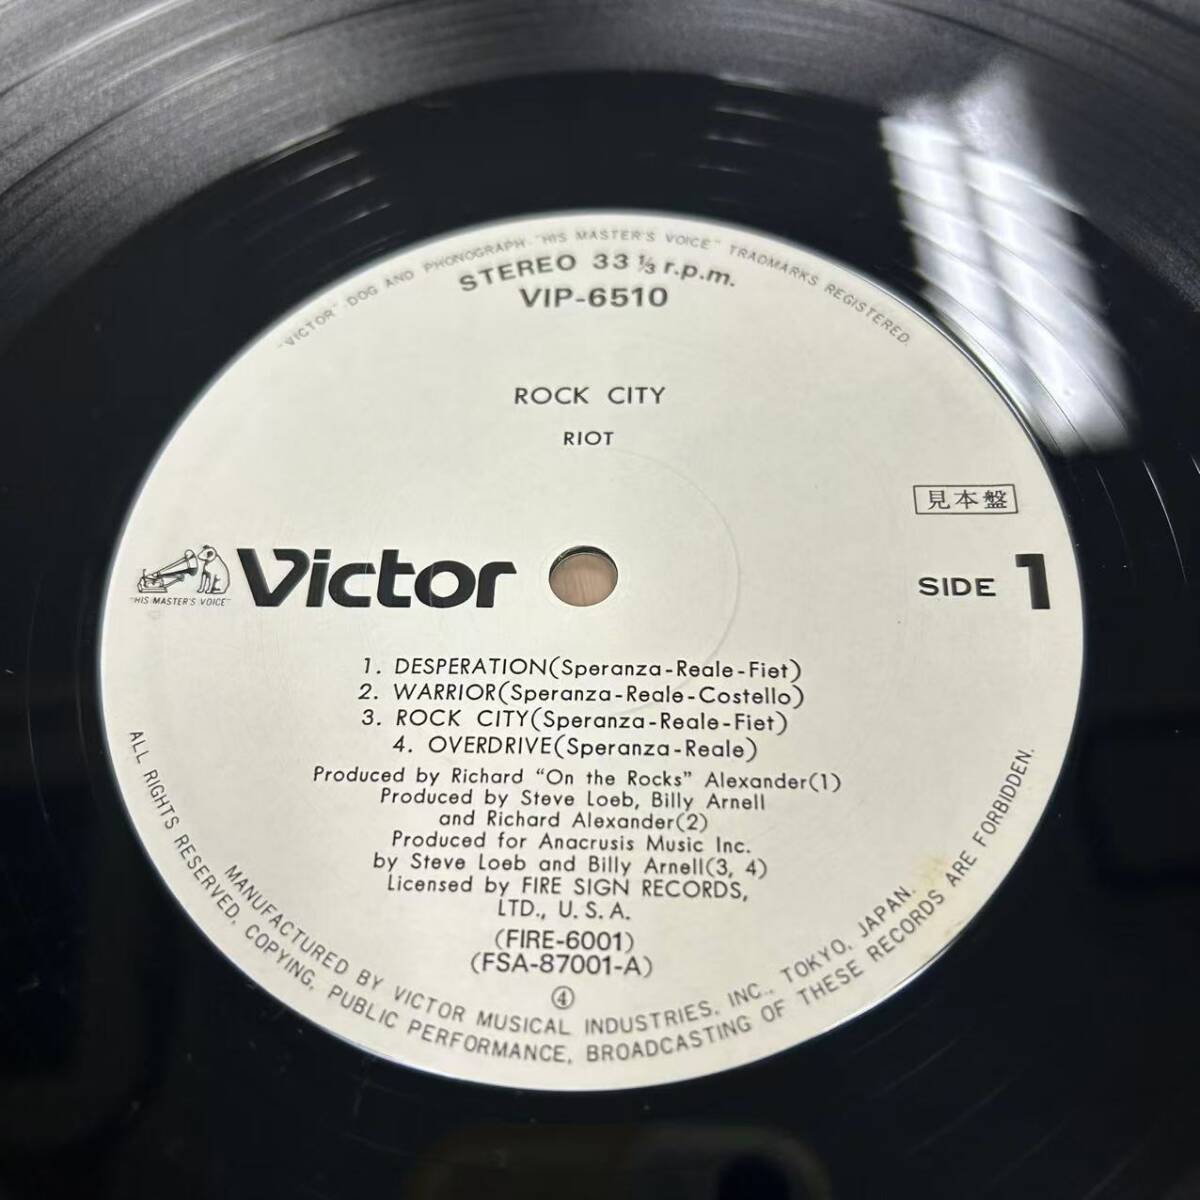 "VICTOR" DOG AND PHONOGRAPH "HIS MASTER'S VOICE" TRADMARKS REGISTERED.
STEREO 33 ⅓ r.p.m.
VIP-6510
ROCK CITY
RIOT
見本盤
"HIS MASTER'S VOICE"
Victor
SIDE 1
1. DESPERATION(Speranza-Reale-Fiet)
2. WARRIOR(Speranza-Reale-Costello)
3. ROCK CITY(Speranza-Reale-Fiet)
4. OVERDRIVE(Speranza-Reale)
Produced by Richard "On the Rocks" Alexander(1)
Produced by Steve Loeb, Billy Arnell
and Richard Alexander(2)
Produced for Anacrusis Music Inc.
by Steve Loeb and Billy Arnell(3, 4)
Licensed by FIRE SIGN RECORDS,
LTD., U.S.A.
(FIRE-6001)
(FSA-87001-A)
④
MANUFACTURED BY VICTOR MUSICAL INDUSTRIES, INC., TOKYO, JAPAN.
ALL RIGHTS RESERVED, COPYING, PUBLIC PERFORMANCE, BROADCASTING OF THESE RECORDS ARE FORBIDDEN.